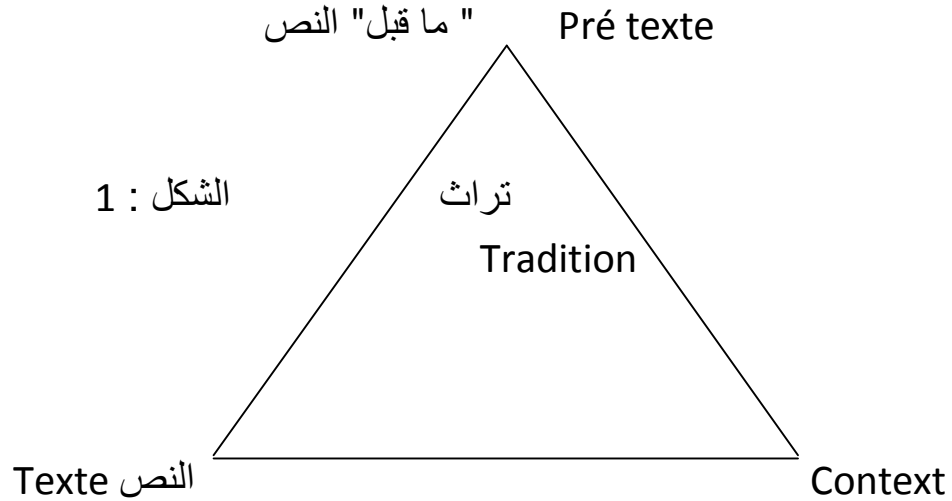 "ما قبل" النص Pré texte
الشكل : 1
تراث
Tradition
Texte النص
Context